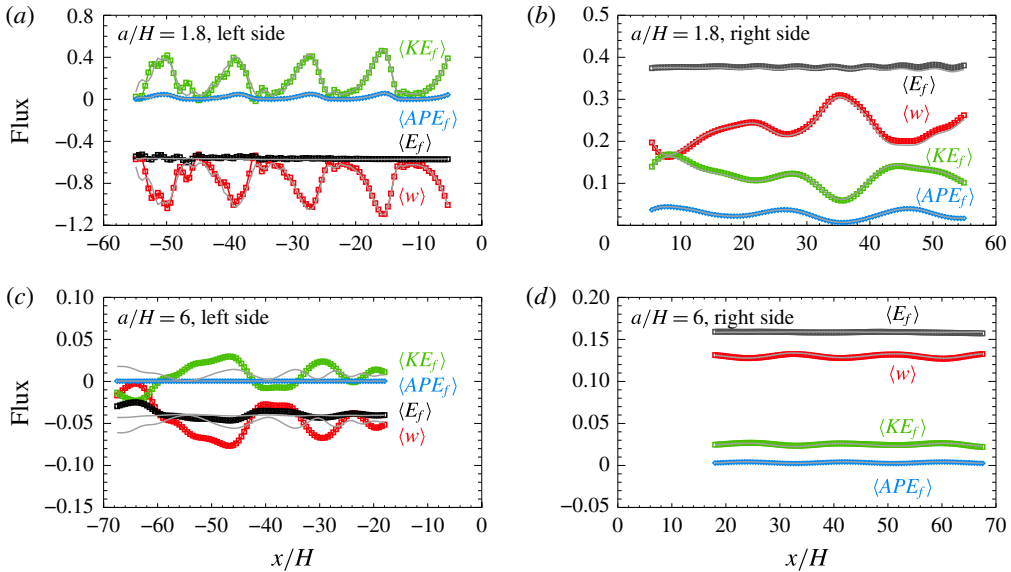 (a)
a/H = 1.8, left side
⟨KE_f⟩
⟨APE_f⟩
⟨E_f⟩
⟨w⟩
Flux
0.8
0.4
0
−0.4
−0.8
−1.2
−60 −50 −40 −30 −20 −10 0
(b)
a/H = 1.8, right side
⟨E_f⟩
⟨w⟩
⟨KE_f⟩
⟨APE_f⟩
0.5
0.4
0.3
0.2
0.1
0 10 20 30 40 50 60
(c)
a/H = 6, left side
⟨KE_f⟩
⟨APE_f⟩
⟨E_f⟩
⟨w⟩
Flux
0.10
0.05
0
−0.05
−0.10
−0.15
−70 −60 −50 −40 −30 −20 −10 0
x/H
(d)
a/H = 6, right side
⟨E_f⟩
⟨w⟩
⟨KE_f⟩
⟨APE_f⟩
0.20
0.15
0.10
0.05
0
−0.05
0 10 20 30 40 50 60 70
x/H